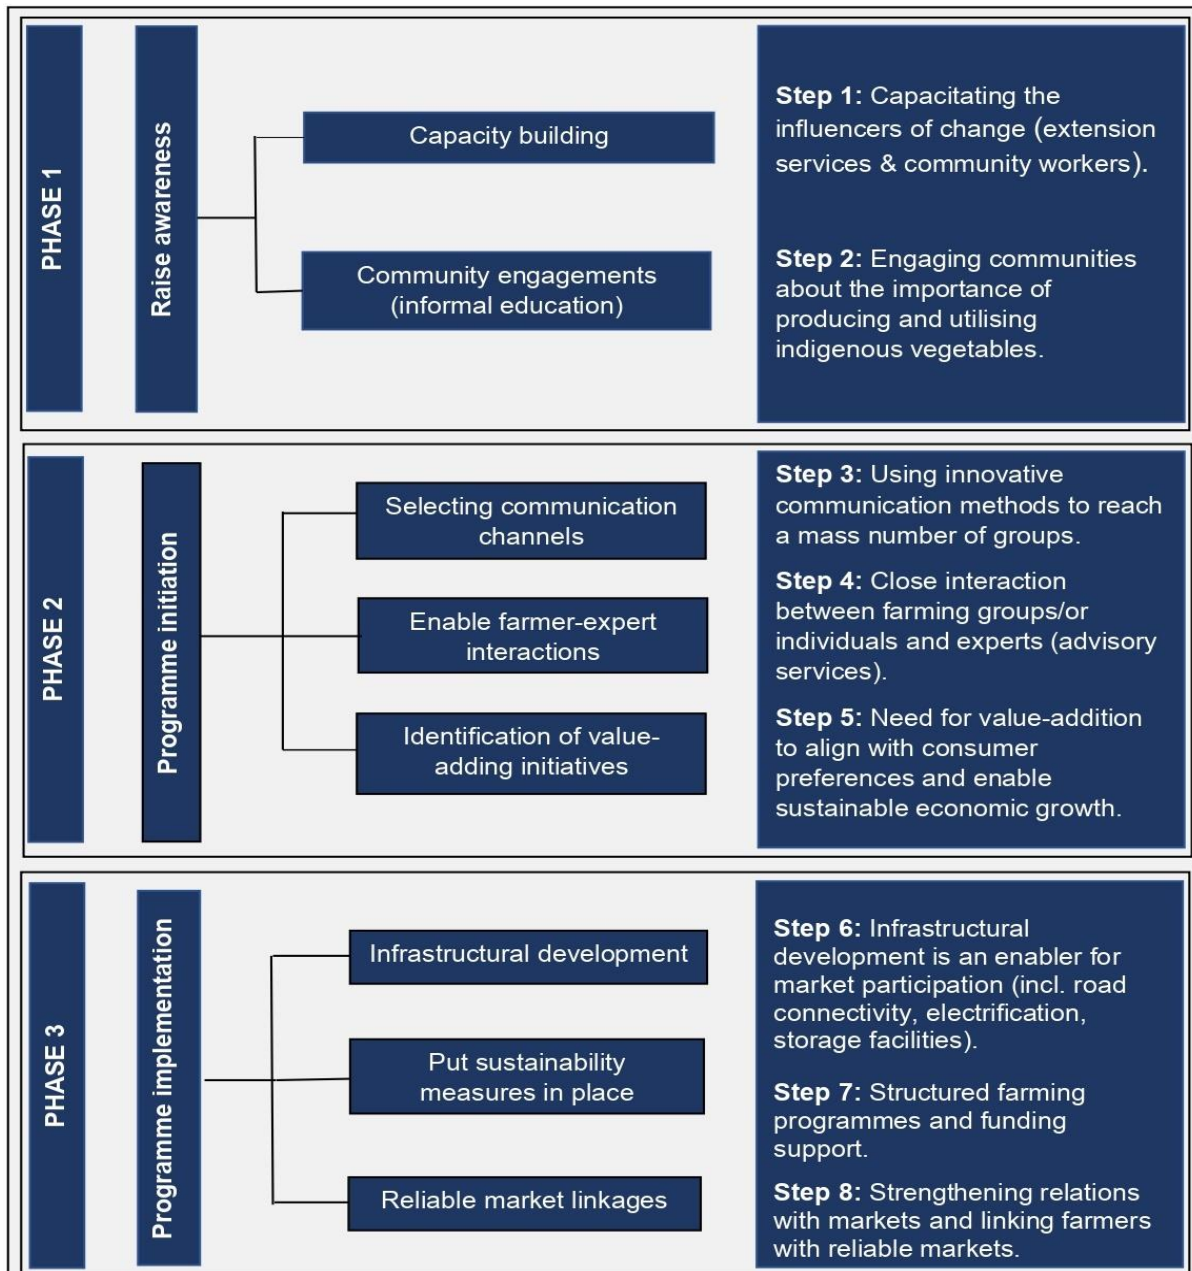 PHASE 1
Raise awareness
Capacity building
Community engagements
(informal education)
Step 1: Capacitating the
influencers of change (extension
services & community workers).
Step 2: Engaging communities
about the importance of
producing and utilising
indigenous vegetables.
PHASE 2
Programme initiation
Selecting communication
channels
Enable farmer-expert
interactions
Identification of value-
adding initiatives
Step 3: Using innovative
communication methods to reach
a mass number of groups.
Step 4: Close interaction
between farming groups/or
individuals and experts (advisory
services).
Step 5: Need for value-addition
to align with consumer
preferences and enable
sustainable economic growth.
PHASE 3
Programme implementation
Infrastructural development
Put sustainability
measures in place
Reliable market linkages
Step 6: Infrastructural
development is an enabler for
market participation (incl. road
connectivity, electrification,
storage facilities).
Step 7: Structured farming
programmes and funding
support.
Step 8: Strengthening relations
with markets and linking farmers
with reliable markets.